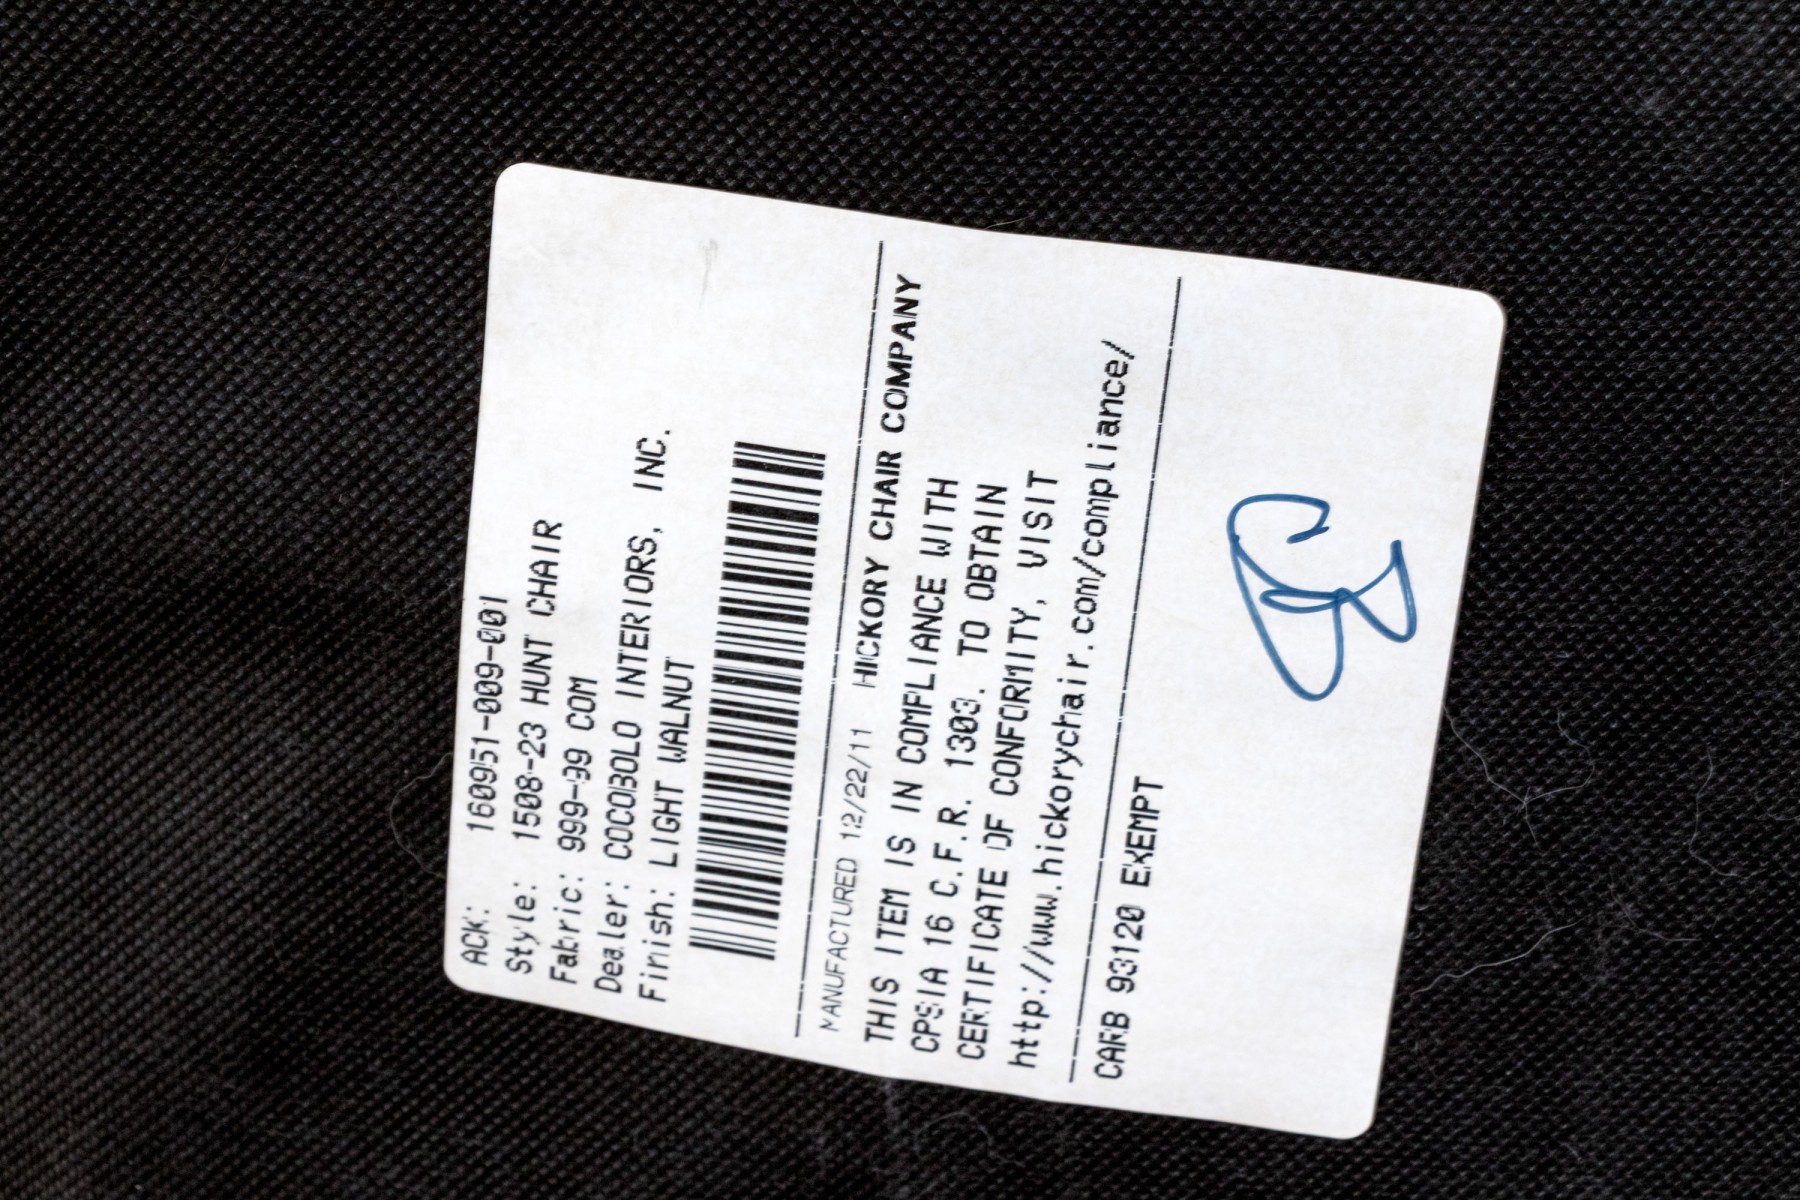 ACK: 160951-009-001
Style: 1508-23 HUNT CHAIR
Fabric: 999-99 COM
Dealer: COCOBOLO INTERIORS, INC.
Finish: LIGHT WALNUT
MANUFACTURED 12/22/11 HICKORY CHAIR COMPANY
THIS ITEM IS IN COMPLIANCE WITH
CPSIA 16 C.F.R. 1303. TO OBTAIN
CERTIFICATE OF CONFORMITY, VISIT
http://www.hickorychair.com/compliance/
CARB 93120 EXEMPT